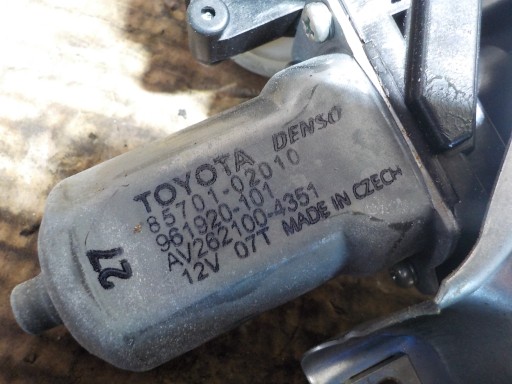 TOYOTA DENSO
85701-02010
961920-101
AV262100-4351
12V 07T MADE IN CZECH
27